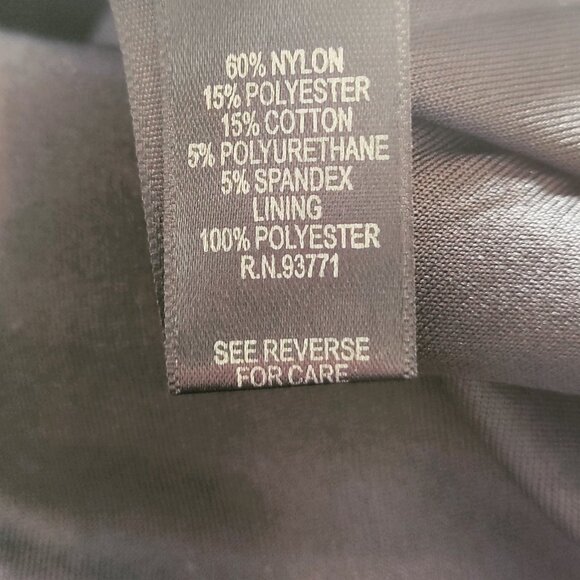 60% NYLON
15% POLYESTER
15% COTTON
5% POLYURETHANE
5% SPANDEX
LINING
100% POLYESTER
R.N.93771
SEE REVERSE
FOR CARE